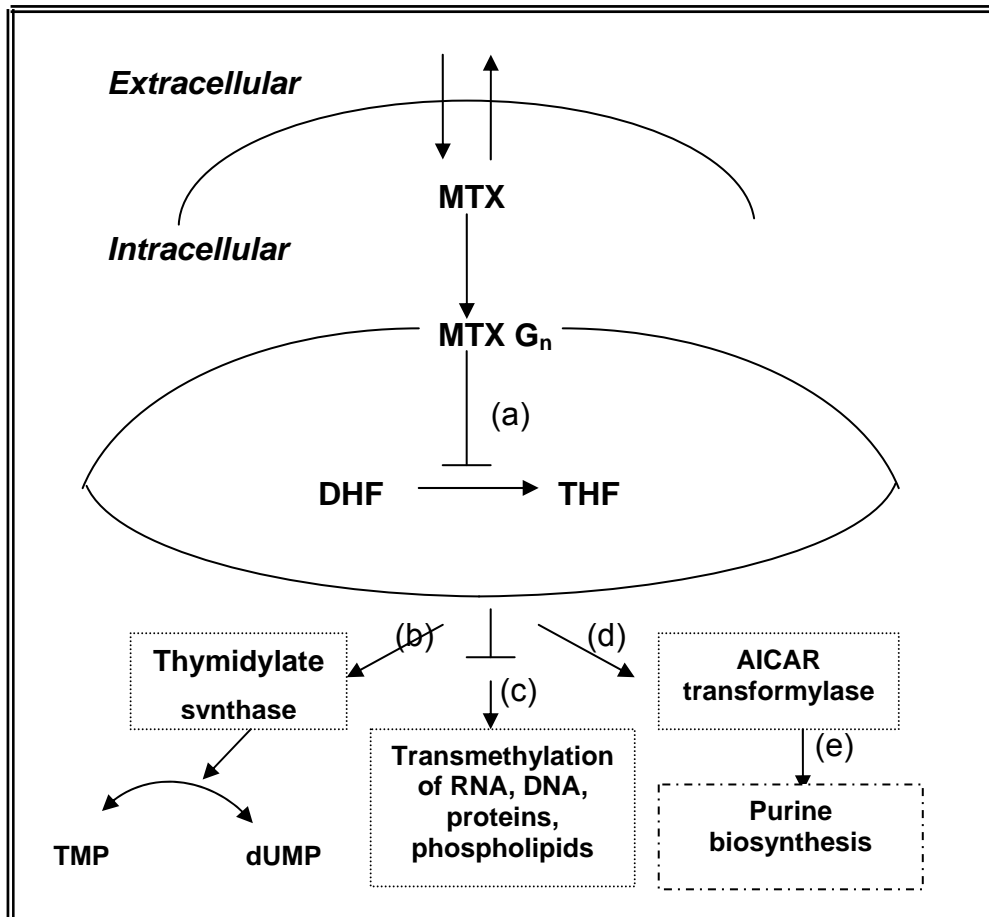 Extracellular
MTX
Intracellular
MTX Gn
(a)
DHF
THF
(b)
(d)
Thymidylate
svnthase
(c)
AICAR
transformylase
(e)
Transmethylation
of RNA, DNA,
proteins,
phospholipids
Purine
biosynthesis
TMP
dUMP